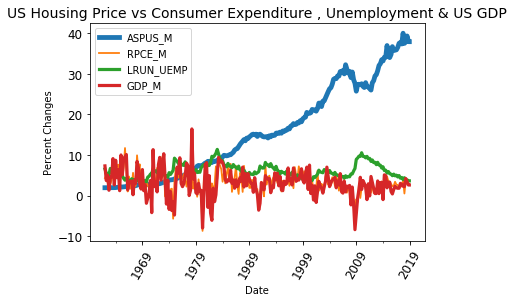 US Housing Price vs Consumer Expenditure , Unemployment & US GDP
ASPUS_M
RPCE_M
LRUN_UEMP
GDP_M
Percent Changes
40
30
20
10
0
−10
1969
1979
1989
1999
2009
2019
Date